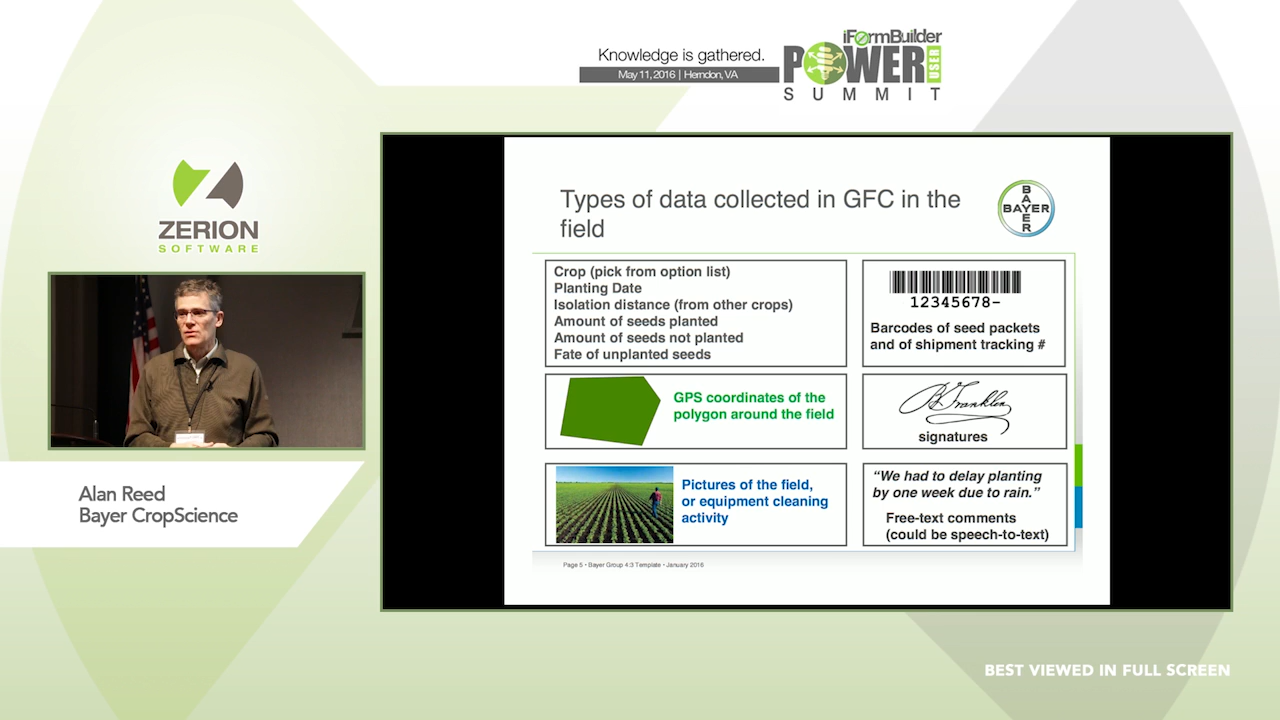 Knowledge is gathered.
May 11, 2016 | Herndon, VA
iFormBuilder
POWER
USER
SUMMIT
ZERION
SOFTWARE
Alan Reed
Bayer CropScience
Types of data collected in GFC in the
field
BAYER
BAYER
Crop (pick from option list)
Planting Date
Isolation distance (from other crops)
Amount of seeds planted
Amount of seeds not planted
Fate of unplanted seeds
12345678-
Barcodes of seed packets
and of shipment tracking #
GPS coordinates of the
polygon around the field
B Franklin
signatures
Pictures of the field,
or equipment cleaning
activity
“We had to delay planting
by one week due to rain.”
Free-text comments
(could be speech-to-text)
Page 5 • Bayer Group 4:3 Template • January 2016
BEST VIEWED IN FULL SCREEN